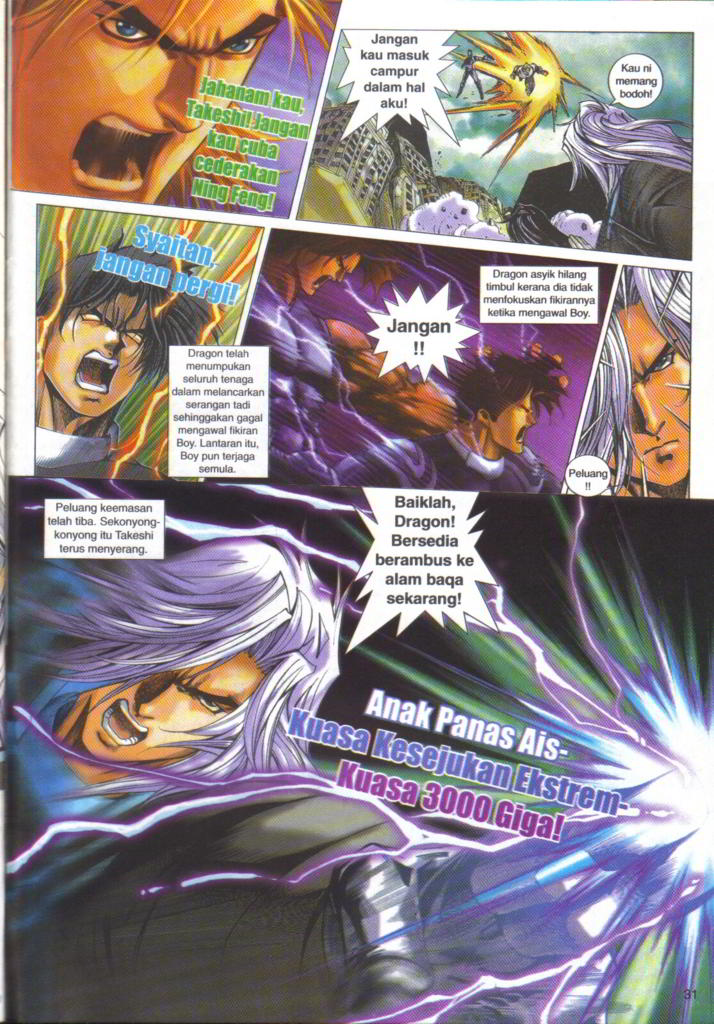 Jahanam kau,
Takeshi! Jangan
kau cuba
cederakan
Ning Feng!
Jangan
kau masuk
campur
dalam hal
aku!
Kau ni
memang
bodoh!
Syaitan,
jangan pergi!
Dragon telah
menumpukan
seluruh tenaga
dalam melancarkan
serangan tadi
sehinggakan gagal
mengawal fikiran
Boy. Lantaran itu,
Boy pun terjaga
semula.
Jangan
!!
Dragon asyik hilang
timbul kerana dia tidak
menfokuskan fikirannya
ketika mengawal Boy.
Peluang
!!
Peluang keemasan
telah tiba. Sekonyong-
konyong itu Takeshi
terus menyerang.
Baiklah,
Dragon!
Bersedia
berambus ke
alam baqa
sekarang!
Anak Panas Ais-
Kuasa Kesejukan Ekstrem-
Kuasa 3000 Giga!
31